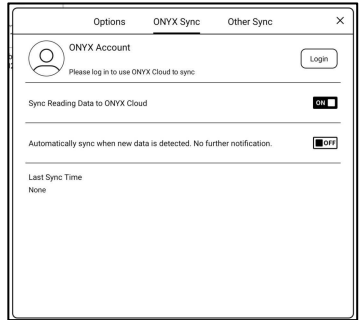 Options ONYX Sync Other Sync
ONYX Account
Please log in to use ONYX Cloud to sync
Login
Sync Reading Data to ONYX Cloud
ON
Automatically sync when new data is detected. No further notification.
OFF
Last Sync Time
None